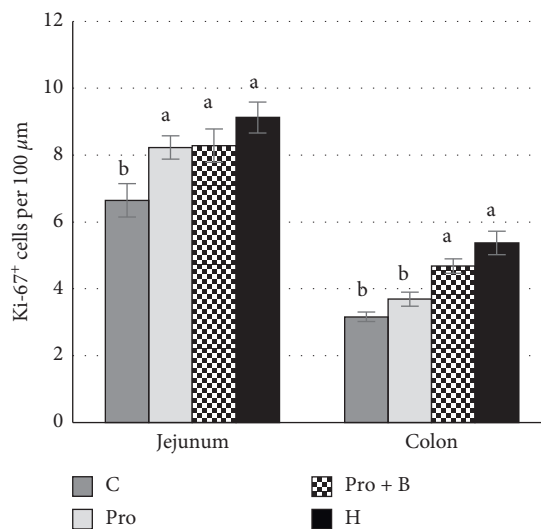 12
10
8
6
4
2
0
Ki-67⁺ cells per 100 μm
b
a
a
a
b
b
a
a
Jejunum
Colon
C
Pro + B
Pro
H